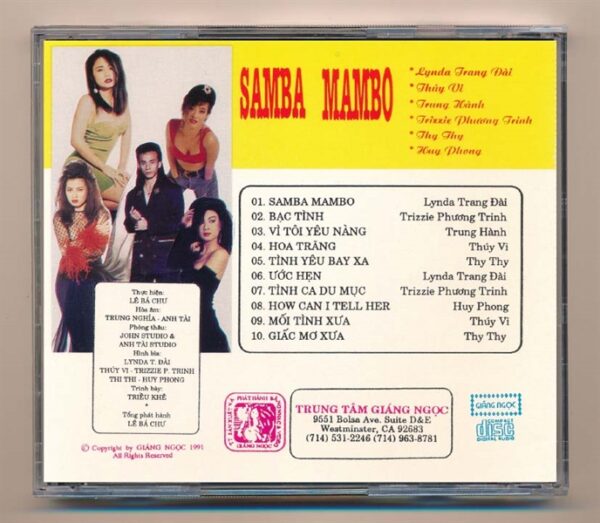 SAMBA MAMBO
* Lynda Trang Đài
* Thúy Vi
* Trung Hành
* Trizzie Phương Trinh
* Thy Thy
* Huy Phong
01. SAMBA MAMBO Lynda Trang Đài
02. BẠC TÌNH Trizzie Phương Trinh
03. VÌ TÔI YÊU NÀNG Trung Hành
04. HOA TRẮNG Thúy Vi
05. TÌNH YÊU BAY XA Thy Thy
06. ƯỚC HẸN Lynda Trang Đài
07. TÌNH CA DU MỤC Trizzie Phương Trinh
08. HOW CAN I TELL HER Huy Phong
09. MỐI TÌNH XƯA Thúy Vi
10. GIẤC MƠ XƯA Thy Thy
Thực hiện:
LÊ BÁ CHƯ
Hòa âm:
TRUNG NGHĨA - ANH TÀI
Phòng thâu:
JOHN STUDIO &
ANH TÀI STUDIO
Hình bìa:
LYNDA T. ĐÀI
THÚY VI - TRIZZIE P. TRINH
THI THI - HUY PHONG
Trình bày:
TRIỀU KHÊ
*
Tổng phát hành
LÊ BÁ CHƯ
© Copyright by GIÁNG NGỌC 1991
All Rights Reserved
GIÁNG NGỌC
TRUNG TÂM GIÁNG NGỌC
9551 Bolsa Ave. Suite D&E
Westminster, CA 92683
(714) 531-2246 (714) 963-8781
GIÁNG NGỌC
COMPACT
disc
DIGITAL AUDIO